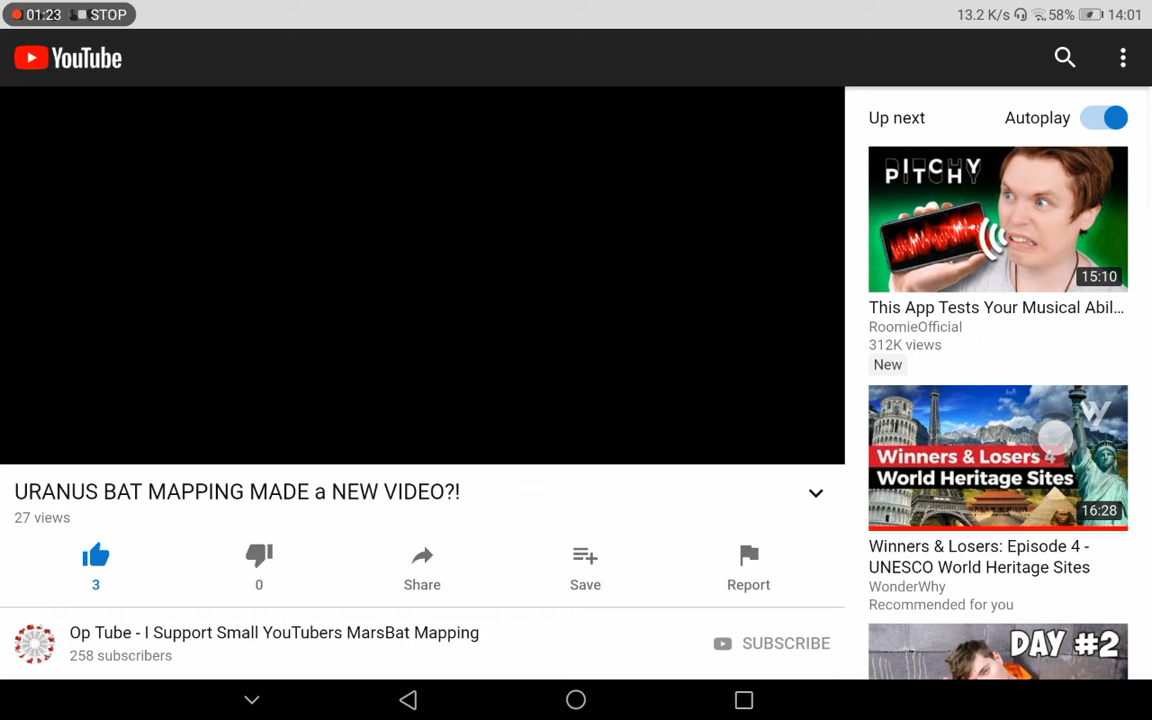 01:23 STOP
13.2 K/s 58% 14:01
YouTube
Up next Autoplay
PITCHY
15:10
This App Tests Your Musical Abil...
RoomieOfficial
312K views
New
W
Winners & Losers 4
World Heritage Sites
16:28
Winners & Losers: Episode 4 -
UNESCO World Heritage Sites
WonderWhy
Recommended for you
DAY #2
URANUS BAT MAPPING MADE a NEW VIDEO?!
27 views
3 0 Share Save Report
Op Tube - I Support Small YouTubers MarsBat Mapping
258 subscribers
SUBSCRIBE